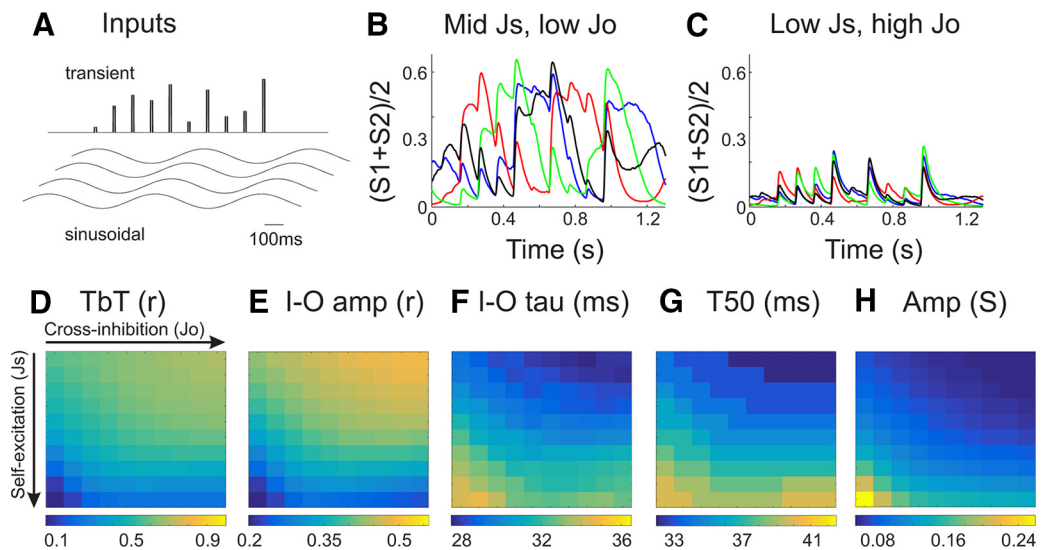 A Inputs
transient
sinusoidal
100ms
B Mid Js, low Jo
(S1+S2)/2
0.6
0.3
0
0 0.4 0.8 1.2
Time (s)
C Low Js, high Jo
(S1+S2)/2
0.6
0.3
0
0 0.4 0.8 1.2
Time (s)
D TbT (r)
Cross-inhibition (Jo)
Self-excitation (Js)
0.1 0.5 0.9
E I-O amp (r)
0.2 0.35 0.5
F I-O tau (ms)
28 32 36
G T50 (ms)
33 37 41
H Amp (S)
0.08 0.16 0.24